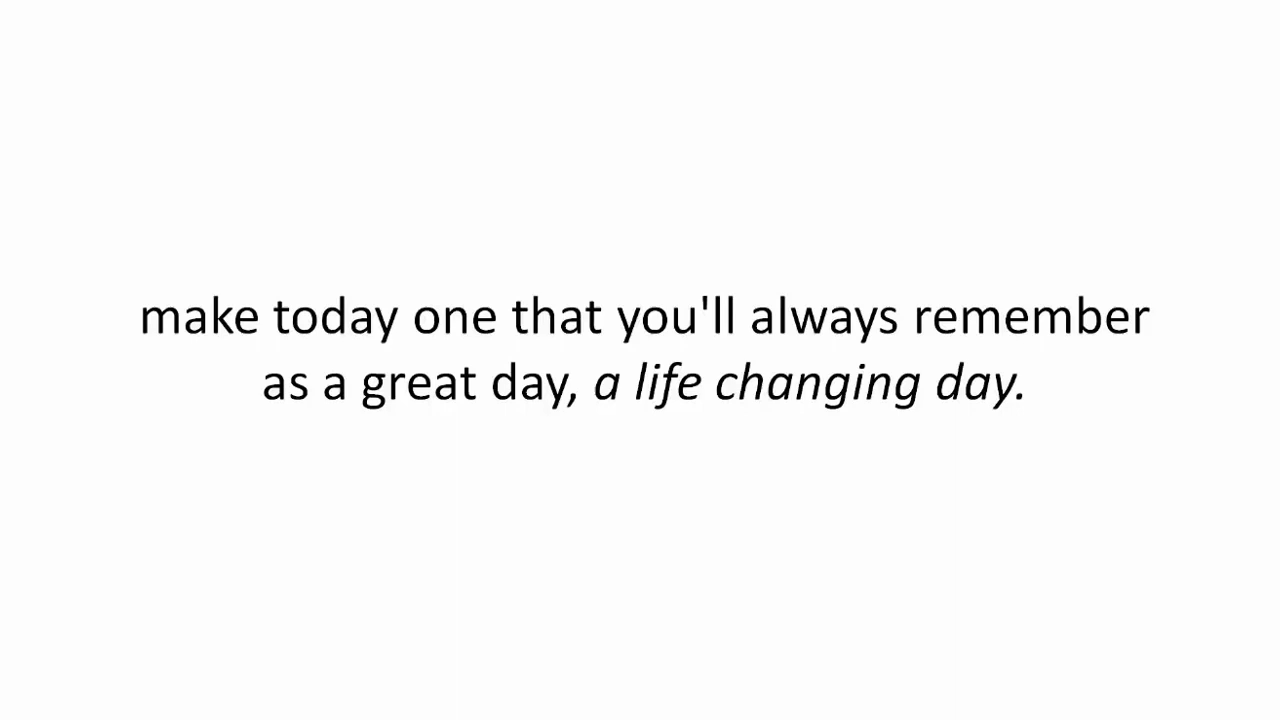 make today one that you'll always remember
as a great day, a life changing day.